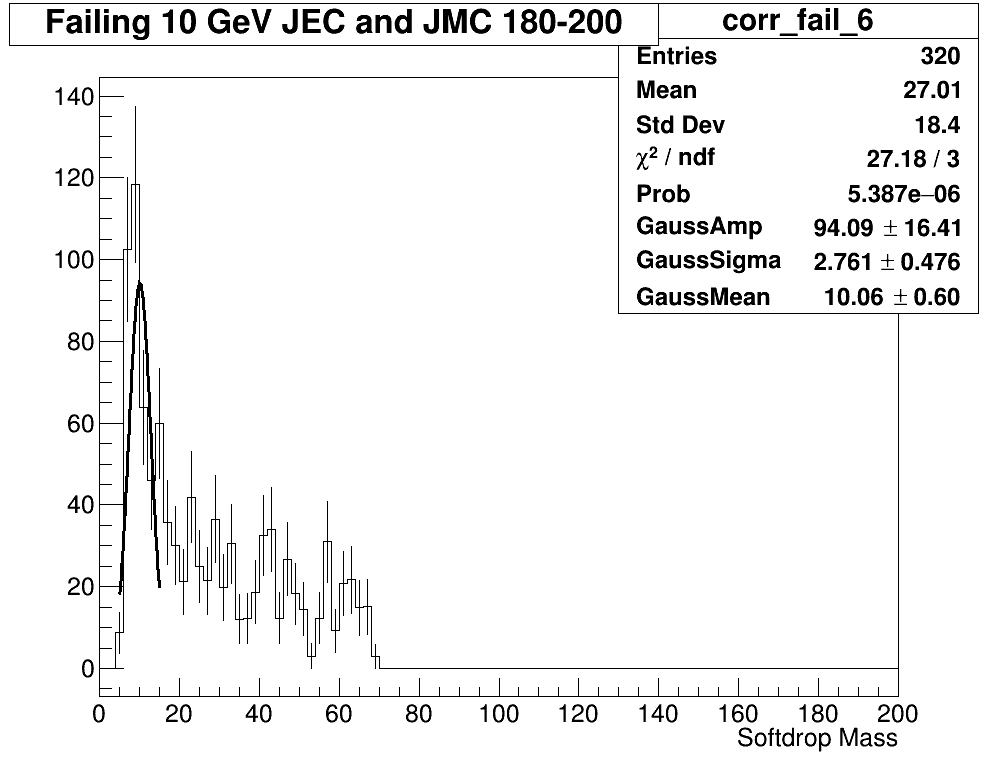 Failing 10 GeV JEC and JMC 180-200
corr_fail_6
Entries 320
Mean 27.01
Std Dev 18.4
χ² / ndf 27.18 / 3
Prob 5.387e−06
GaussAmp 94.09 ± 16.41
GaussSigma 2.761 ± 0.476
GaussMean 10.06 ± 0.60
140
120
100
80
60
40
20
0
0 20 40 60 80 100 120 140 160 180 200
Softdrop Mass